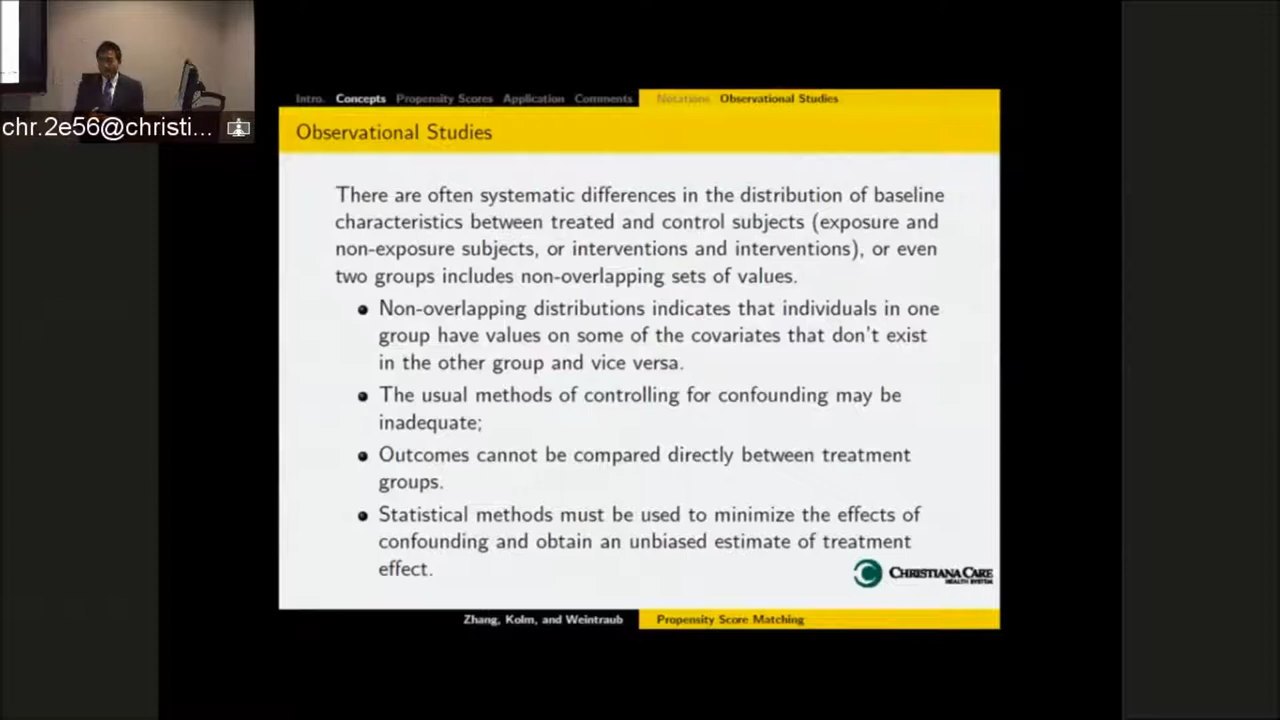 chr.2e56@christi...
Intro. Concepts Propensity Scores Application Comments Notations Observational Studies
Observational Studies
There are often systematic differences in the distribution of baseline
characteristics between treated and control subjects (exposure and
non-exposure subjects, or interventions and interventions), or even
two groups includes non-overlapping sets of values.
Non-overlapping distributions indicates that individuals in one
group have values on some of the covariates that don't exist
in the other group and vice versa.
The usual methods of controlling for confounding may be
inadequate;
Outcomes cannot be compared directly between treatment
groups.
Statistical methods must be used to minimize the effects of
confounding and obtain an unbiased estimate of treatment
effect.
CHRISTIANA CARE
HEALTH SYSTEM
Zhang, Kolm, and Weintraub Propensity Score Matching